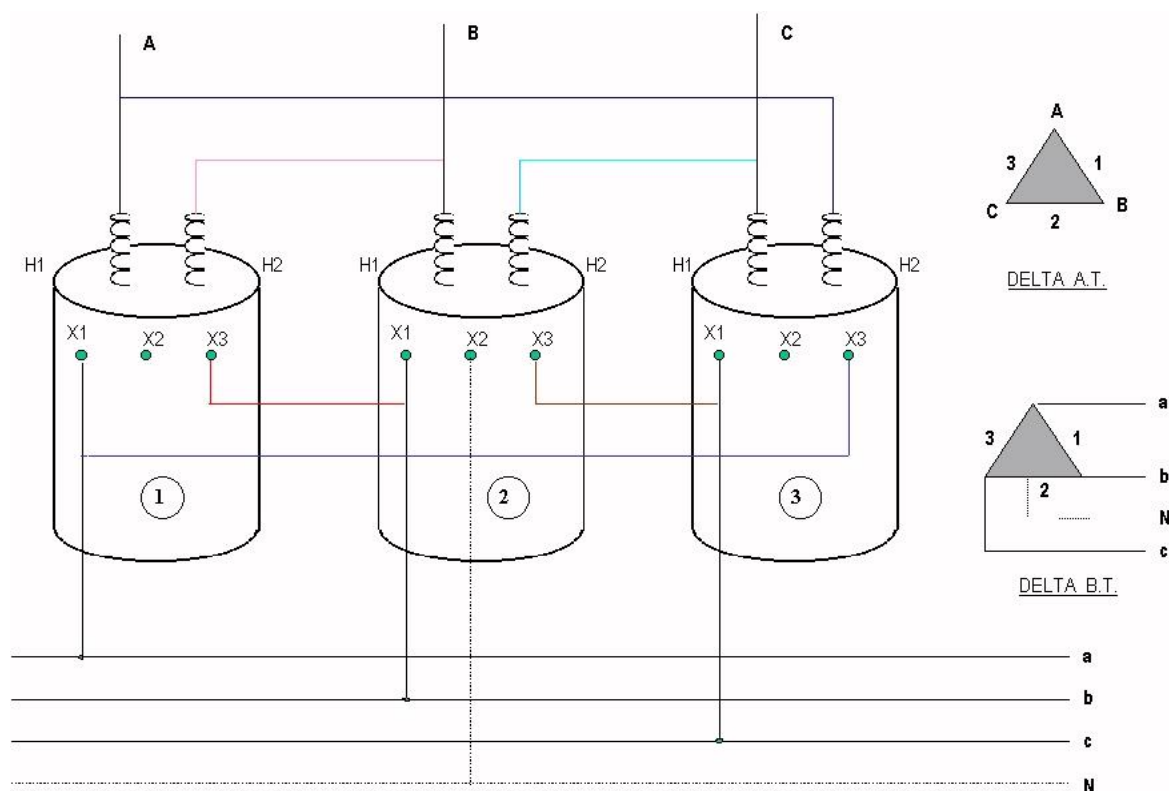 A B C
A
3 1
C B
2
DELTA A.T.
H1 H2 H1 H2 H1 H2
X1 X2 X3 X1 X2 X3 X1 X2 X3
a
3 1
b
2
N
c
DELTA B.T.
1 2 3
a
b
c
N